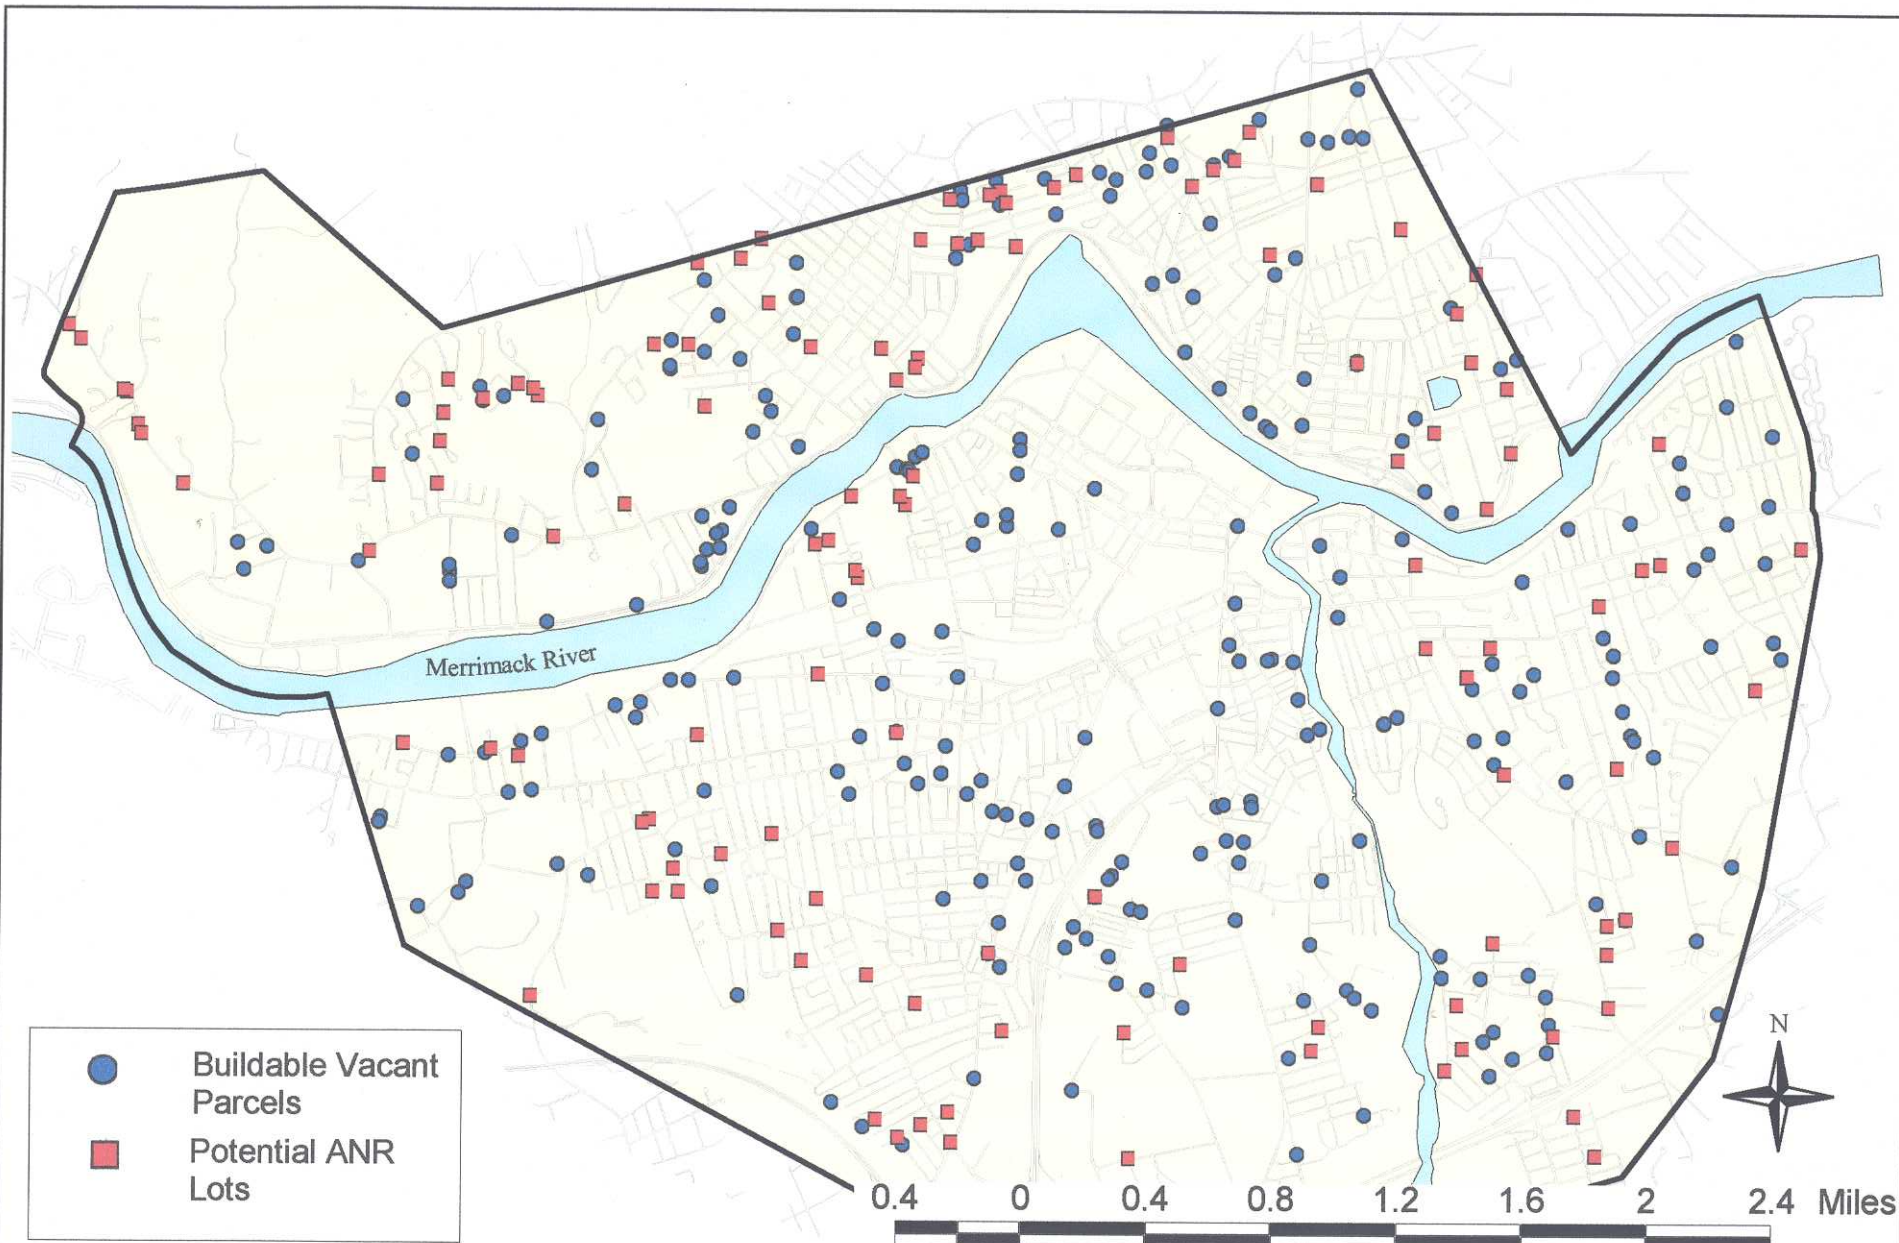 Merrimack River
Buildable Vacant
Parcels
Potential ANR
Lots
N
0.4 0 0.4 0.8 1.2 1.6 2 2.4 Miles